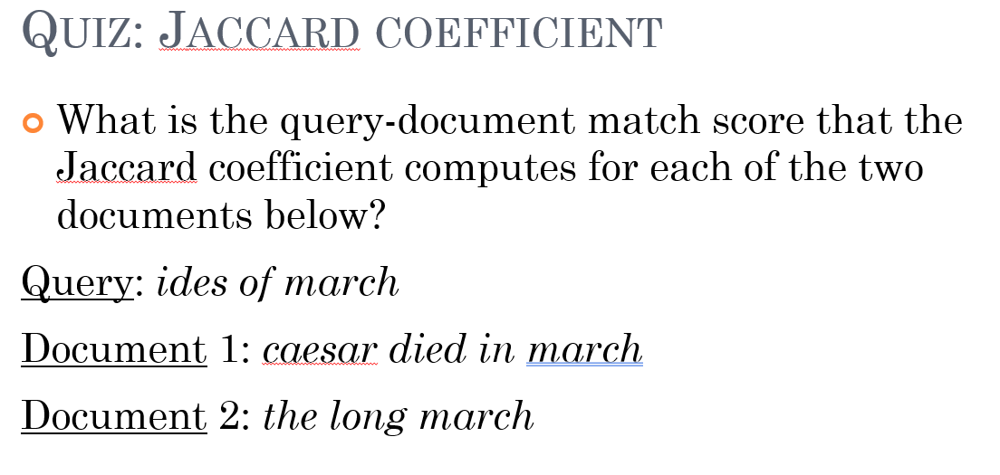 QUIZ: JACCARD COEFFICIENT
What is the query-document match score that the
Jaccard coefficient computes for each of the two
documents below?
Query: ides of march
Document 1: caesar died in march
Document 2: the long march